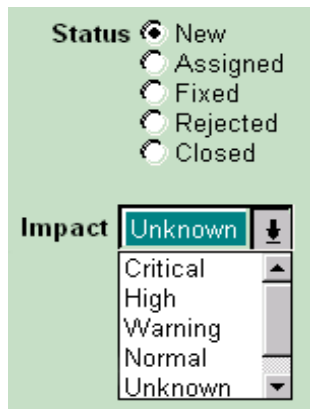 Status New
Assigned
Fixed
Rejected
Closed
Impact Unknown
Critical
High
Warning
Normal
Unknown